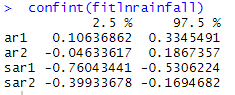 > confint(fitlnrainfall)
2.5 % 97.5 %
ar1 0.10636862 0.3345491
ar2 -0.04633617 0.1867357
sar1 -0.76043441 -0.5306224
sar2 -0.39933678 -0.1694682